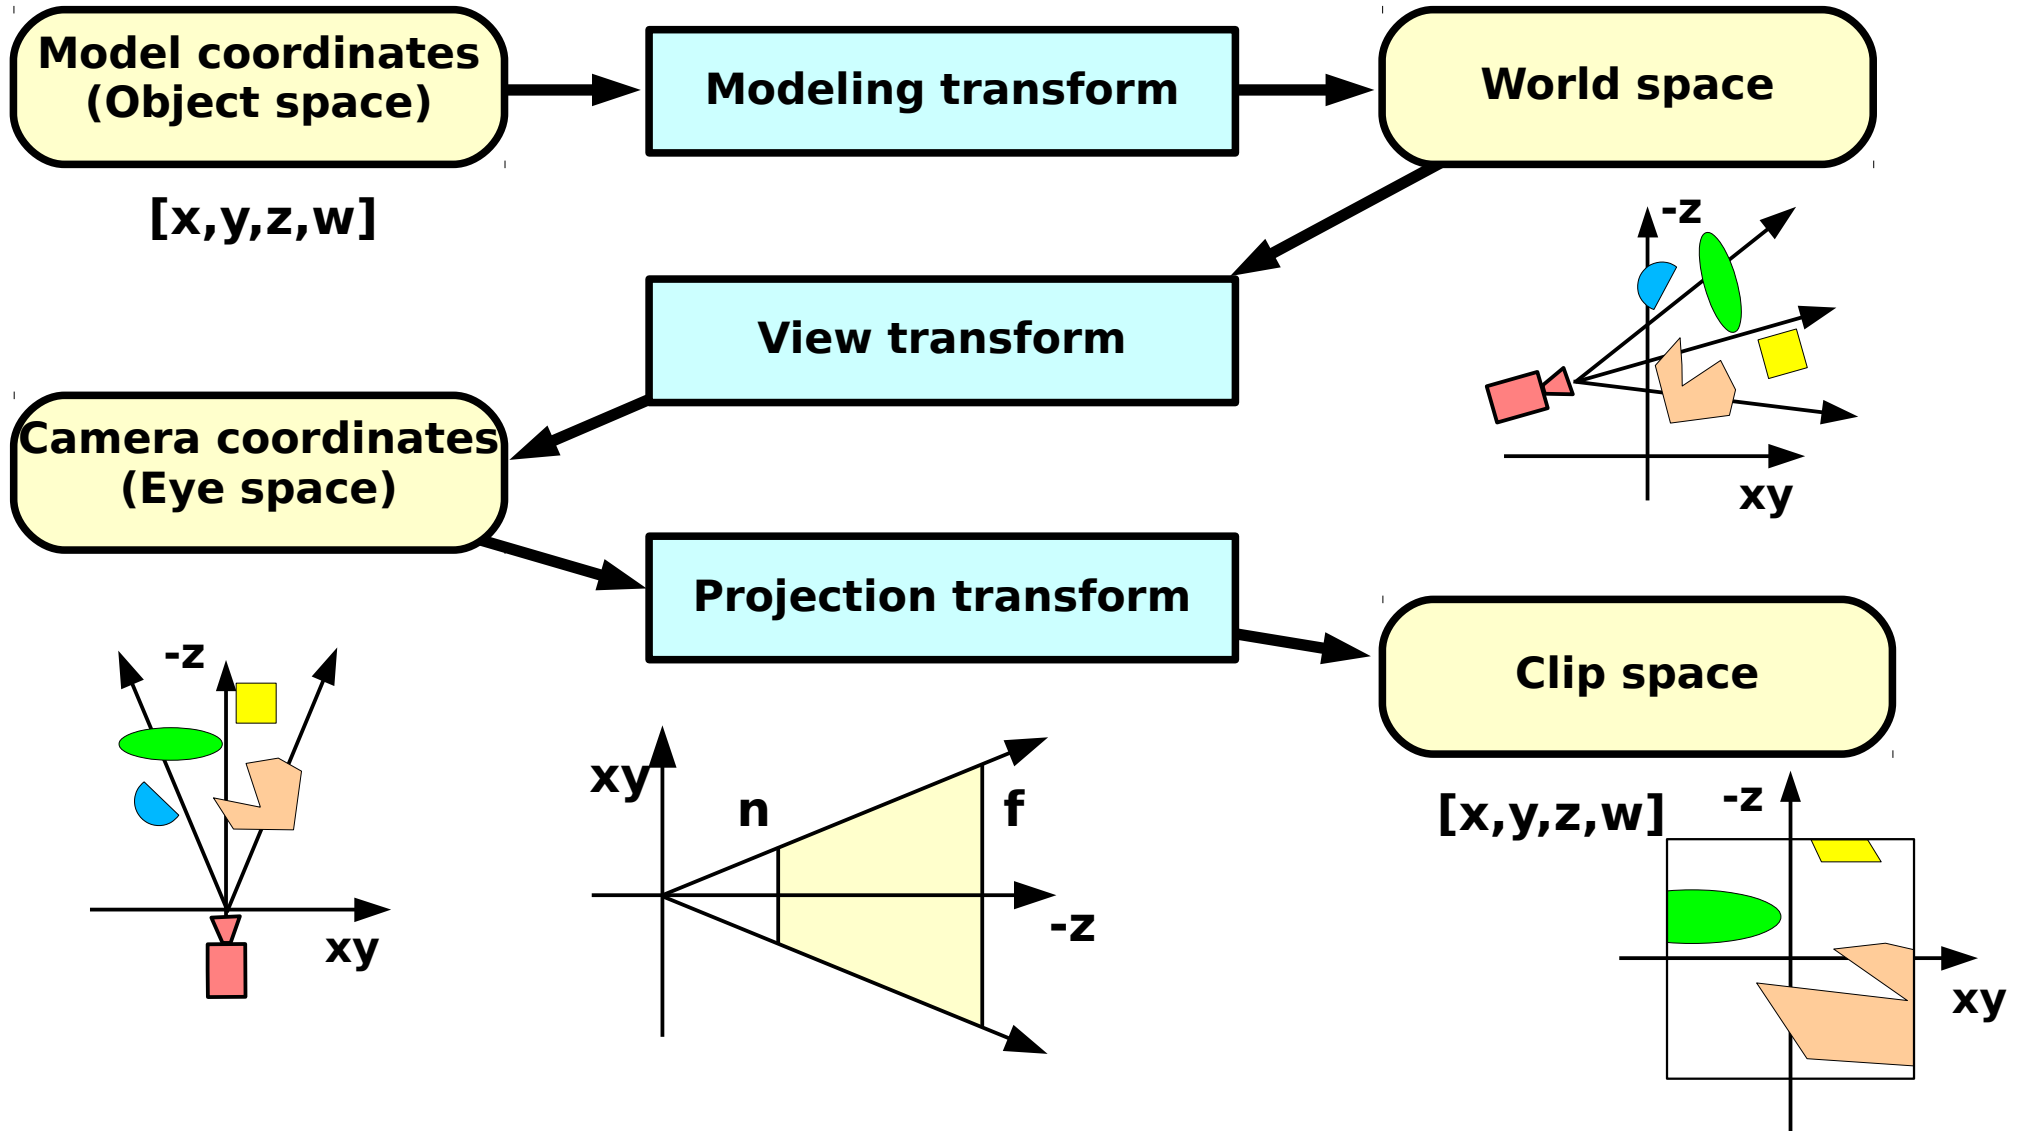 Model coordinates
(Object space)
Modeling transform
World space
[x,y,z,w]
-z
xy
View transform
Camera coordinates
(Eye space)
Projection transform
Clip space
-z
xy
xy
n
f
-z
[x,y,z,w]
-z
xy